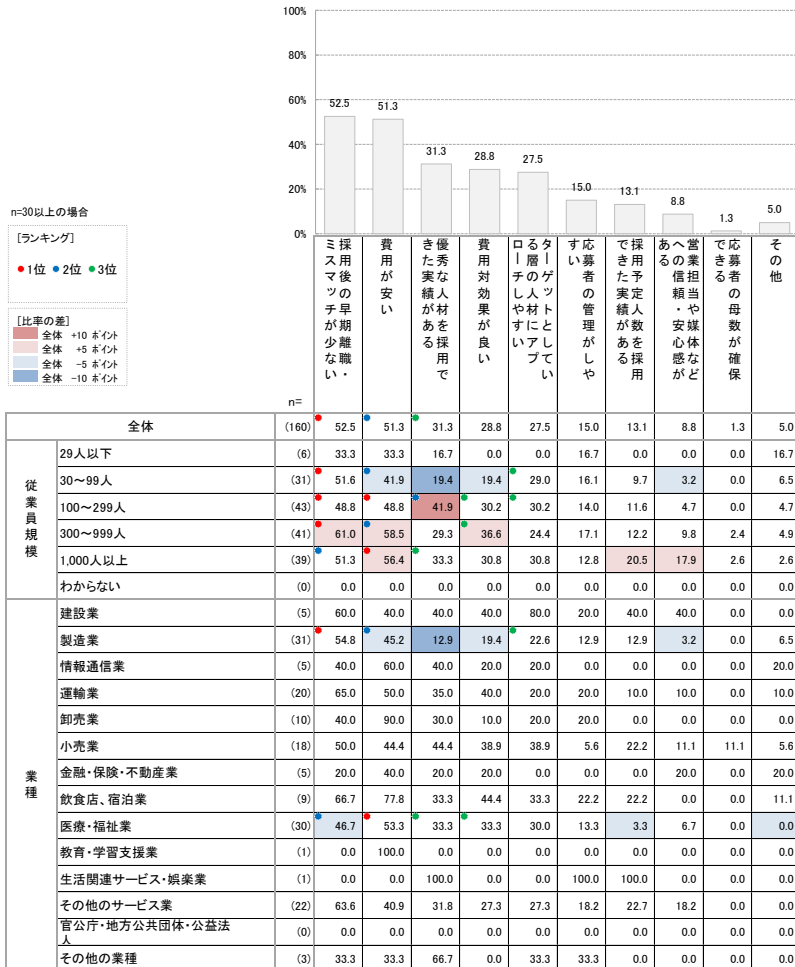 100%
80%
60%
40%
20%
0%
52.5
51.3
31.3
28.8
27.5
15.0
13.1
8.8
1.3
5.0
n=30以上の場合
[ランキング]
●1位 ●2位 ●3位
[比率の差]
全体 +10 ポイント
全体 +5 ポイント
全体 -5 ポイント
全体 -10 ポイント
採用後の早期離職・
ミスマッチが少ない
費用が安い
優秀な人材を採用で
きた実績がある
費用対効果が良い
ターゲットとしてい
る層の人材にアプ
ローチしやすい
応募者の管理がしや
すい
採用予定人数を採用
できた実績がある
営業担当や媒体など
への信頼・安心感が
ある
応募者の母数が確保
できる
その他
n=
全体 (160) 52.5 51.3 31.3 28.8 27.5 15.0 13.1 8.8 1.3 5.0
従業員規模
29人以下 (6) 33.3 33.3 16.7 0.0 0.0 16.7 0.0 0.0 0.0 16.7
30～99人 (31) 51.6 41.9 19.4 19.4 29.0 16.1 9.7 3.2 0.0 6.5
100～299人 (43) 48.8 48.8 41.9 30.2 30.2 14.0 11.6 4.7 0.0 4.7
300～999人 (41) 61.0 58.5 29.3 36.6 24.4 17.1 12.2 9.8 2.4 4.9
1,000人以上 (39) 51.3 56.4 33.3 30.8 30.8 12.8 20.5 17.9 2.6 2.6
わからない (0) 0.0 0.0 0.0 0.0 0.0 0.0 0.0 0.0 0.0 0.0
業種
建設業 (5) 60.0 40.0 40.0 40.0 80.0 20.0 40.0 40.0 0.0 0.0
製造業 (31) 54.8 45.2 12.9 19.4 22.6 12.9 12.9 3.2 0.0 6.5
情報通信業 (5) 40.0 60.0 40.0 20.0 20.0 0.0 0.0 0.0 0.0 20.0
運輸業 (20) 65.0 50.0 35.0 40.0 20.0 20.0 10.0 10.0 0.0 10.0
卸売業 (10) 40.0 90.0 30.0 10.0 20.0 20.0 0.0 0.0 0.0 0.0
小売業 (18) 50.0 44.4 44.4 38.9 38.9 5.6 22.2 11.1 11.1 5.6
金融・保険・不動産業 (5) 20.0 40.0 20.0 20.0 0.0 0.0 0.0 20.0 0.0 20.0
飲食店、宿泊業 (9) 66.7 77.8 33.3 44.4 33.3 22.2 22.2 0.0 0.0 11.1
医療・福祉業 (30) 46.7 53.3 33.3 33.3 30.0 13.3 3.3 6.7 0.0 0.0
教育・学習支援業 (1) 0.0 100.0 0.0 0.0 0.0 0.0 0.0 0.0 0.0 0.0
生活関連サービス・娯楽業 (1) 0.0 0.0 100.0 0.0 0.0 100.0 100.0 0.0 0.0 0.0
その他のサービス業 (22) 63.6 40.9 31.8 27.3 27.3 18.2 22.7 18.2 0.0 0.0
官公庁・地方公共団体・公益法
人 (0) 0.0 0.0 0.0 0.0 0.0 0.0 0.0 0.0 0.0 0.0
その他の業種 (3) 33.3 33.3 66.7 0.0 33.3 33.3 0.0 0.0 0.0 0.0